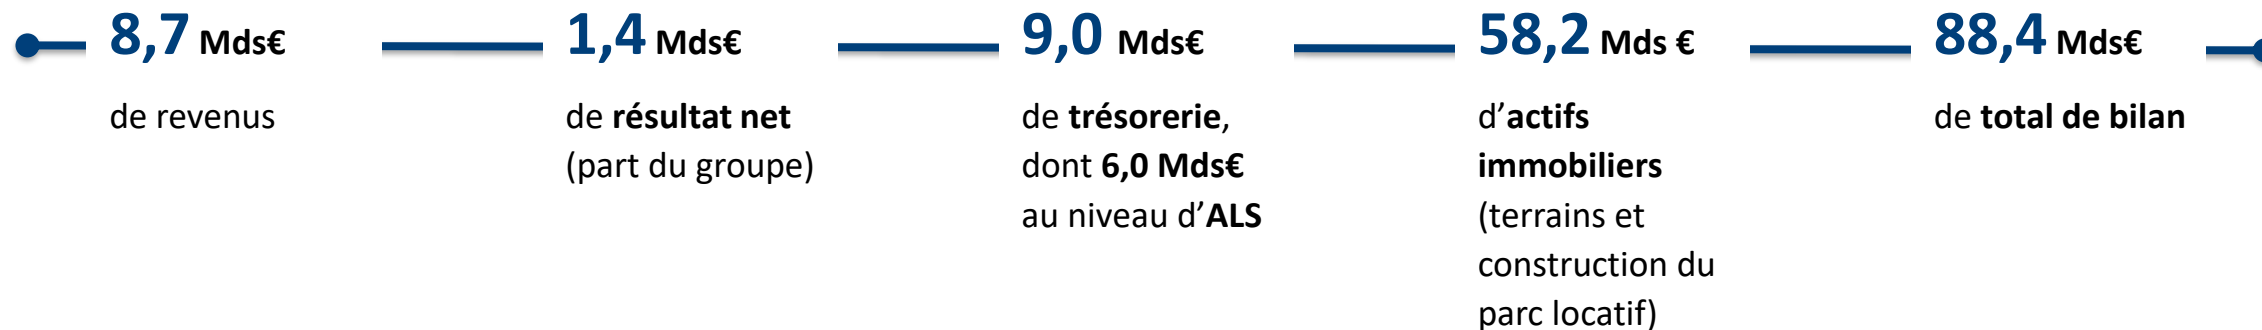 8,7 Mds€
de revenus
1,4 Mds€
de résultat net
(part du groupe)
9,0 Mds€
de trésorerie,
dont 6,0 Mds€
au niveau d’ALS
58,2 Mds €
d’actifs
immobiliers
(terrains et
construction du
parc locatif)
88,4 Mds€
de total de bilan